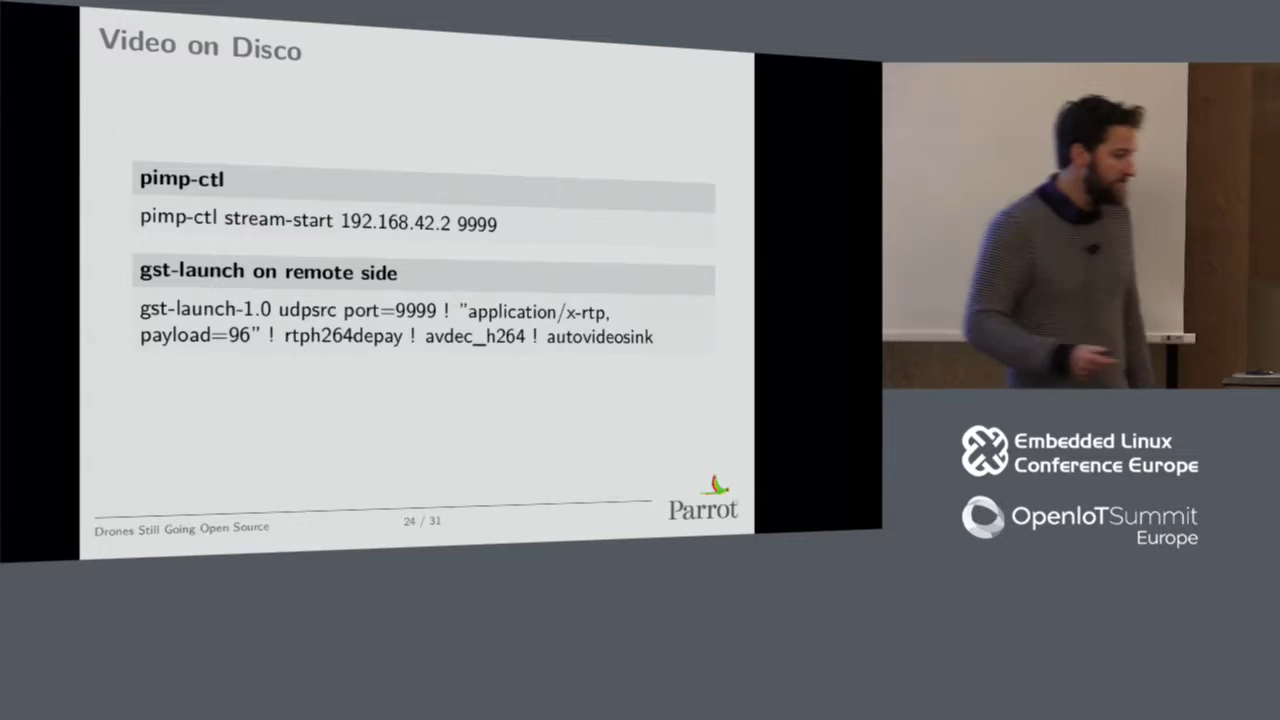 Video on Disco
pimp-ctl
pimp-ctl stream-start 192.168.42.2 9999
gst-launch on remote side
gst-launch-1.0 udpsrc port=9999 ! "application/x-rtp,
payload=96" ! rtph264depay ! avdec_h264 ! autovideosink
Drones Still Going Open Source
24 / 31
Parrot
Embedded Linux
Conference Europe
OpenIoTSummit
Europe